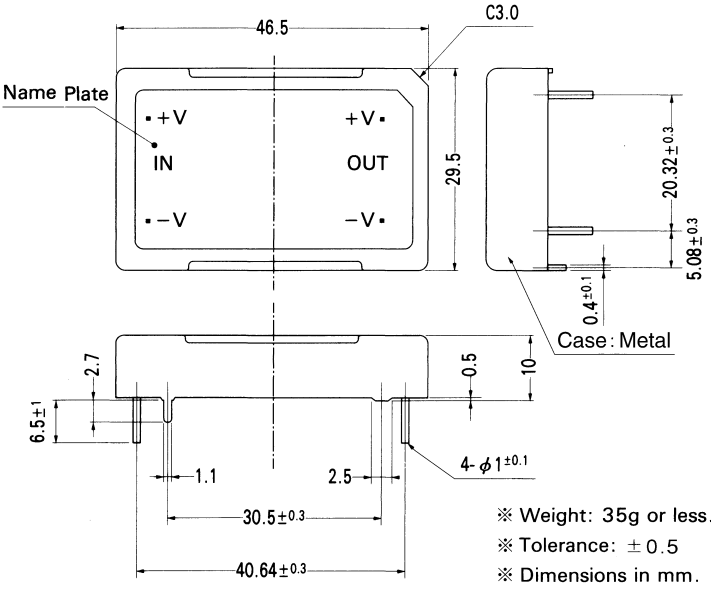 46.5
C3.0
Name Plate
+V
+V
IN
OUT
−V
−V
29.5
20.32±0.3
5.08±0.3
0.4±0.1
Case: Metal
2.7
6.5±1
0.5
10
1.1
2.5
4-ϕ1±0.1
30.5±0.3
40.64±0.3
※ Weight: 35g or less.
※ Tolerance: ±0.5
※ Dimensions in mm.